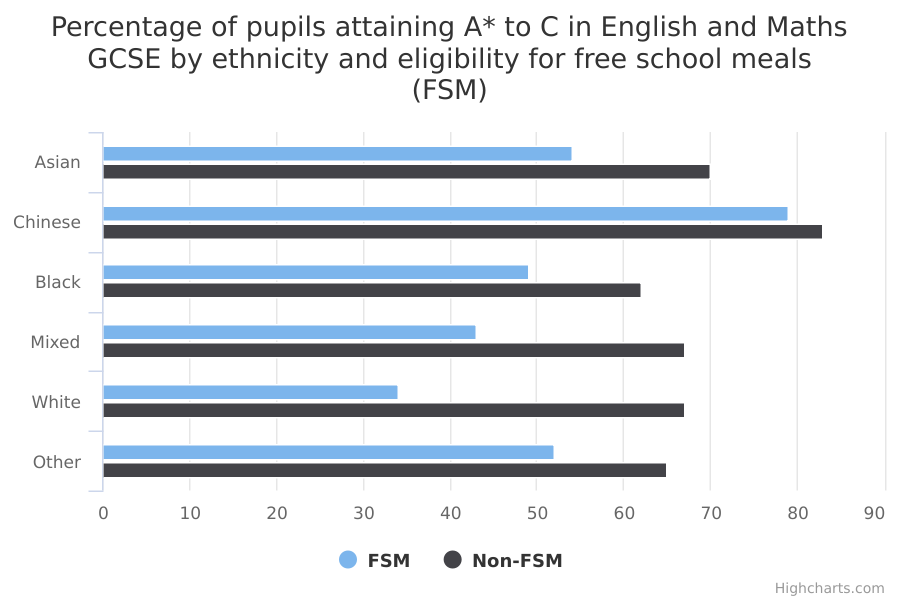 Percentage of pupils attaining A* to C in English and Maths
GCSE by ethnicity and eligibility for free school meals
(FSM)
Asian
Chinese
Black
Mixed
White
Other
0 10 20 30 40 50 60 70 80 90
FSM Non-FSM
Highcharts.com